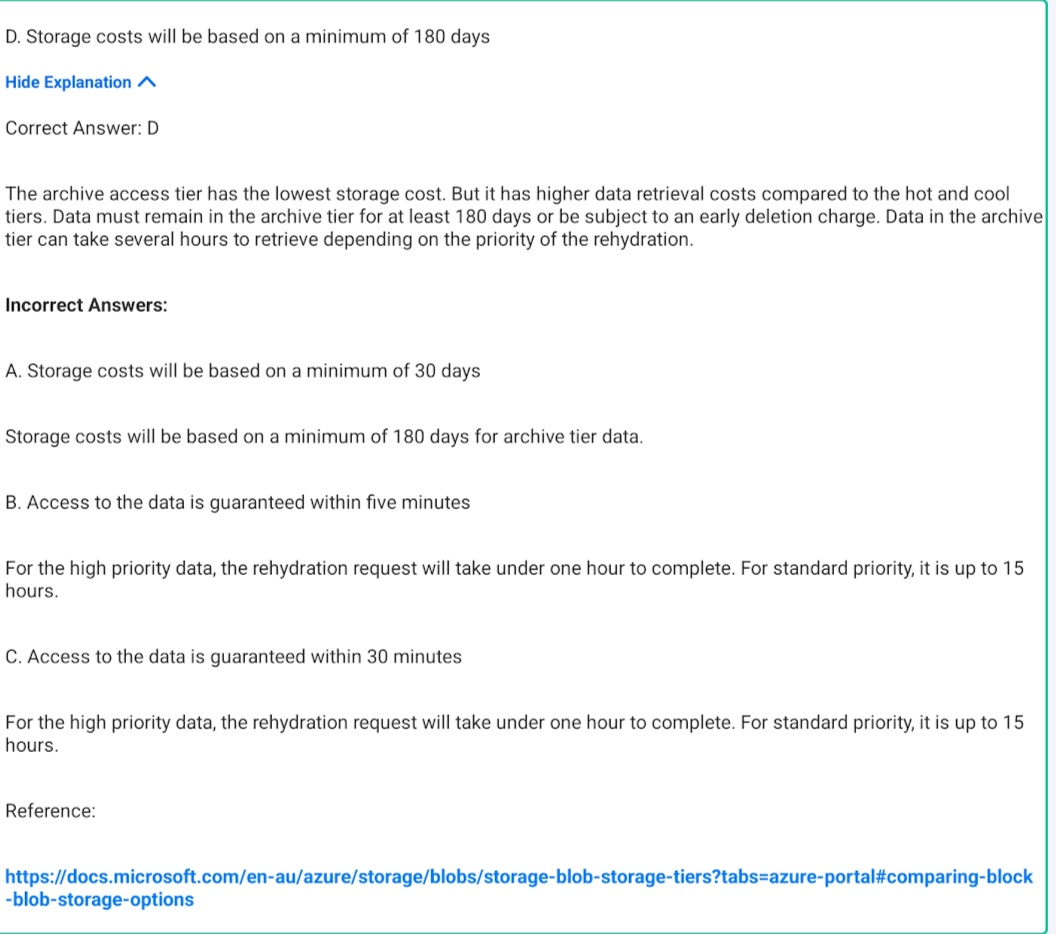 D. Storage costs will be based on a minimum of 180 days
Hide Explanation
Correct Answer: D
The archive access tier has the lowest storage cost. But it has higher data retrieval costs compared to the hot and cool
tiers. Data must remain in the archive tier for at least 180 days or be subject to an early deletion charge. Data in the archive
tier can take several hours to retrieve depending on the priority of the rehydration.
Incorrect Answers:
A. Storage costs will be based on a minimum of 30 days
Storage costs will be based on a minimum of 180 days for archive tier data.
B. Access to the data is guaranteed within five minutes
For the high priority data, the rehydration request will take under one hour to complete. For standard priority, it is up to 15
hours.
C. Access to the data is guaranteed within 30 minutes
For the high priority data, the rehydration request will take under one hour to complete. For standard priority, it is up to 15
hours.
Reference:
https://docs.microsoft.com/en-au/azure/storage/blobs/storage-blob-storage-tiers?tabs=azure-portal#comparing-block
-blob-storage-options